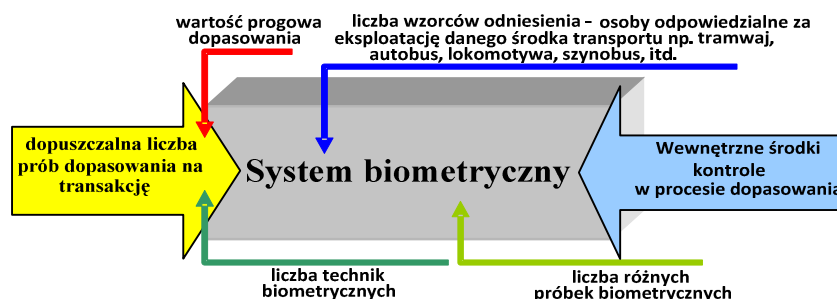 wartość progowa
dopasowania
liczba wzorców odniesienia – osoby odpowiedzialne za
eksploatację danego środka transportu np. tramwaj,
autobus, lokomotywa, szynobus, itd.
dopuszczalna liczba
prób dopasowania na
transakcję
System biometryczny
Wewnętrzne środki
kontrole
w procesie dopasowania
liczba technik
biometrycznych
liczba różnych
próbek biometrycznych